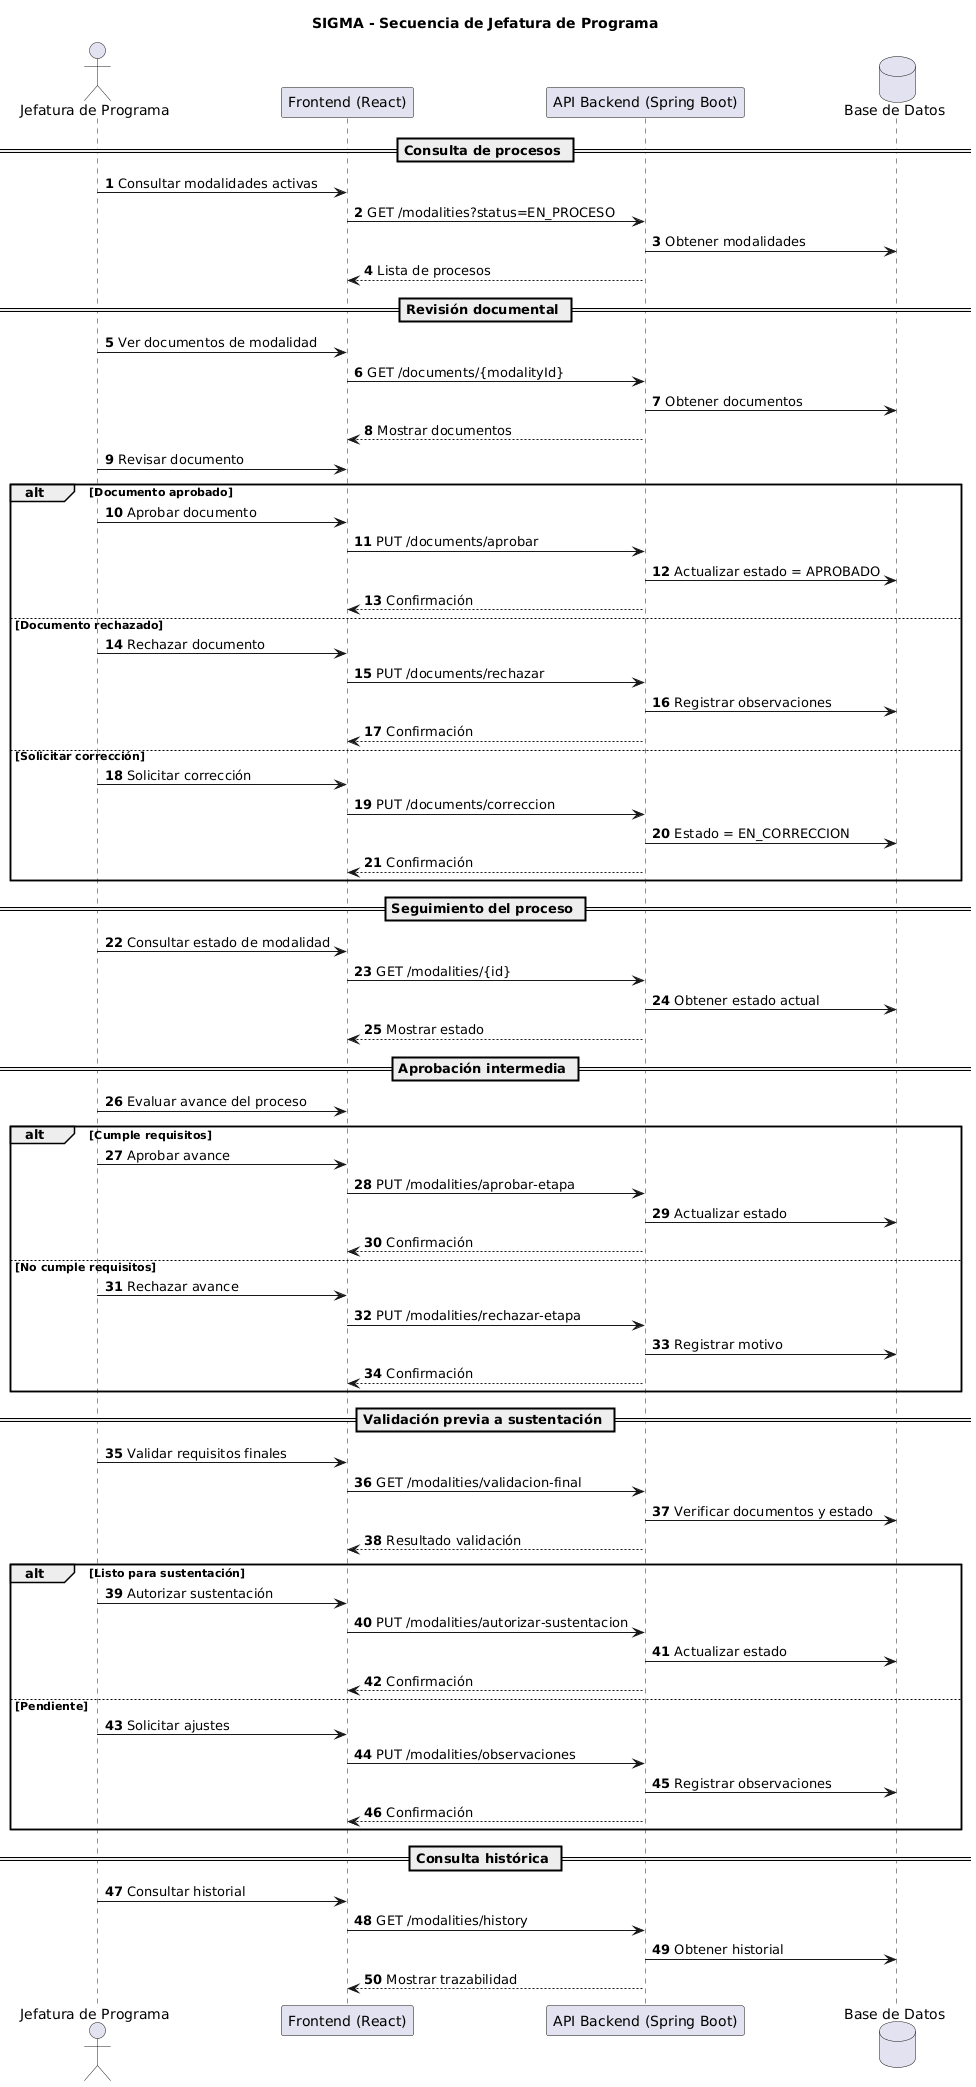 SIGMA - Secuencia de Jefatura de Programa
Jefatura de Programa
Frontend (React)
API Backend (Spring Boot)
Base de Datos
Consulta de procesos
1 Consultar modalidades activas
2 GET /modalities?status=EN_PROCESO
3 Obtener modalidades
4 Lista de procesos
Revisión documental
5 Ver documentos de modalidad
6 GET /documents/{modalityId}
7 Obtener documentos
8 Mostrar documentos
9 Revisar documento
alt [Documento aprobado]
10 Aprobar documento
11 PUT /documents/aprobar
12 Actualizar estado = APROBADO
13 Confirmación
[Documento rechazado]
14 Rechazar documento
15 PUT /documents/rechazar
16 Registrar observaciones
17 Confirmación
[Solicitar corrección]
18 Solicitar corrección
19 PUT /documents/correccion
20 Estado = EN_CORRECCION
21 Confirmación
Seguimiento del proceso
22 Consultar estado de modalidad
23 GET /modalities/{id}
24 Obtener estado actual
25 Mostrar estado
Aprobación intermedia
26 Evaluar avance del proceso
alt [Cumple requisitos]
27 Aprobar avance
28 PUT /modalities/aprobar-etapa
29 Actualizar estado
30 Confirmación
[No cumple requisitos]
31 Rechazar avance
32 PUT /modalities/rechazar-etapa
33 Registrar motivo
34 Confirmación
Validación previa a sustentación
35 Validar requisitos finales
36 GET /modalities/validacion-final
37 Verificar documentos y estado
38 Resultado validación
alt [Listo para sustentación]
39 Autorizar sustentación
40 PUT /modalities/autorizar-sustentacion
41 Actualizar estado
42 Confirmación
[Pendiente]
43 Solicitar ajustes
44 PUT /modalities/observaciones
45 Registrar observaciones
46 Confirmación
Consulta histórica
47 Consultar historial
48 GET /modalities/history
49 Obtener historial
50 Mostrar trazabilidad
Jefatura de Programa
Frontend (React)
API Backend (Spring Boot)
Base de Datos